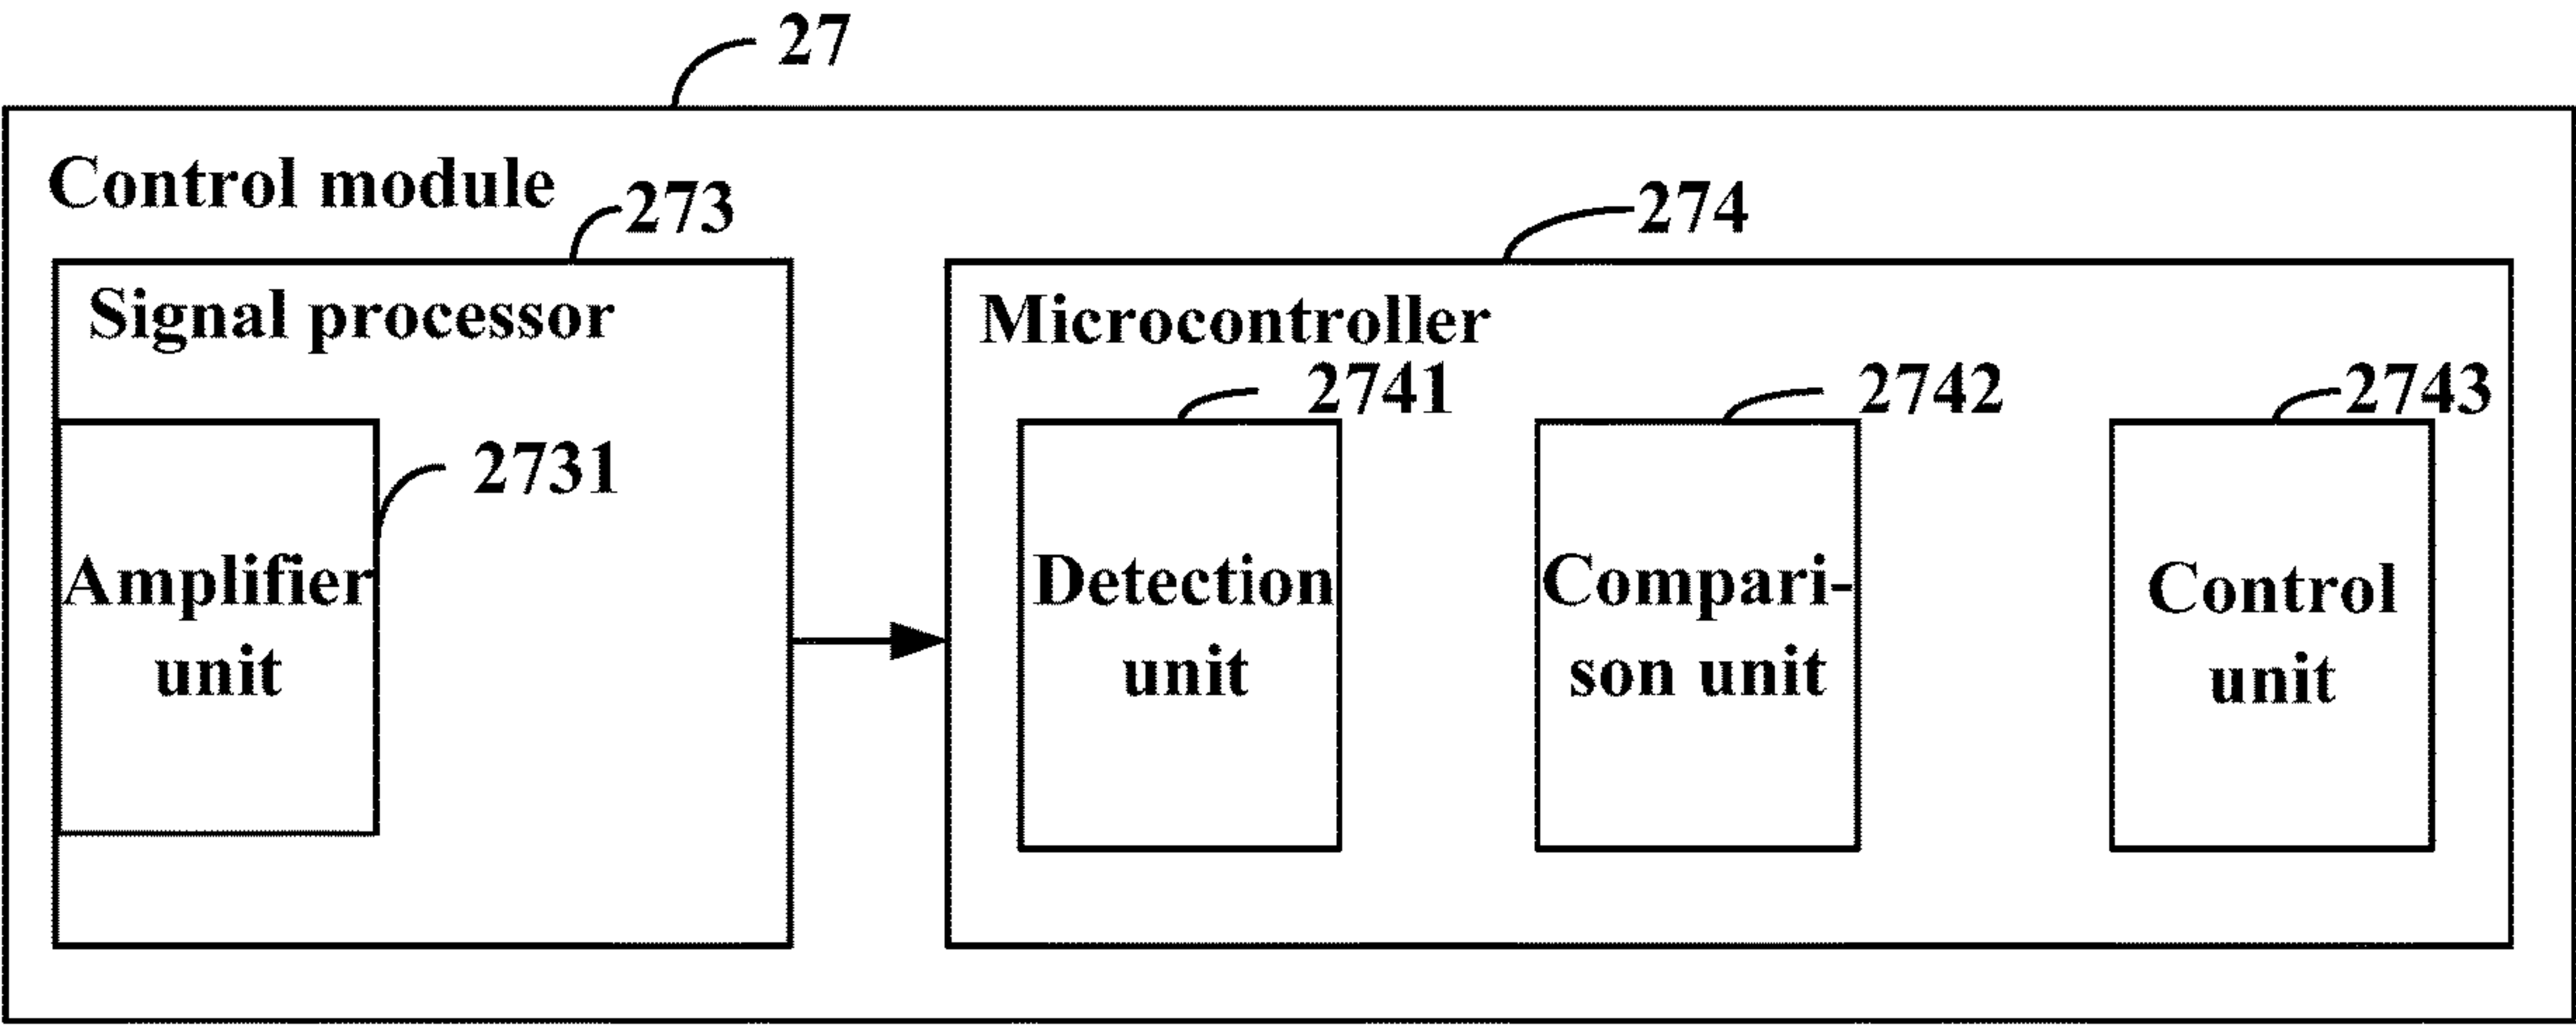 27
Control module
273
274
Signal processor
Microcontroller
2741
2742
2743
2731
Amplifier
unit
Detection
unit
Compari-
son unit
Control
unit